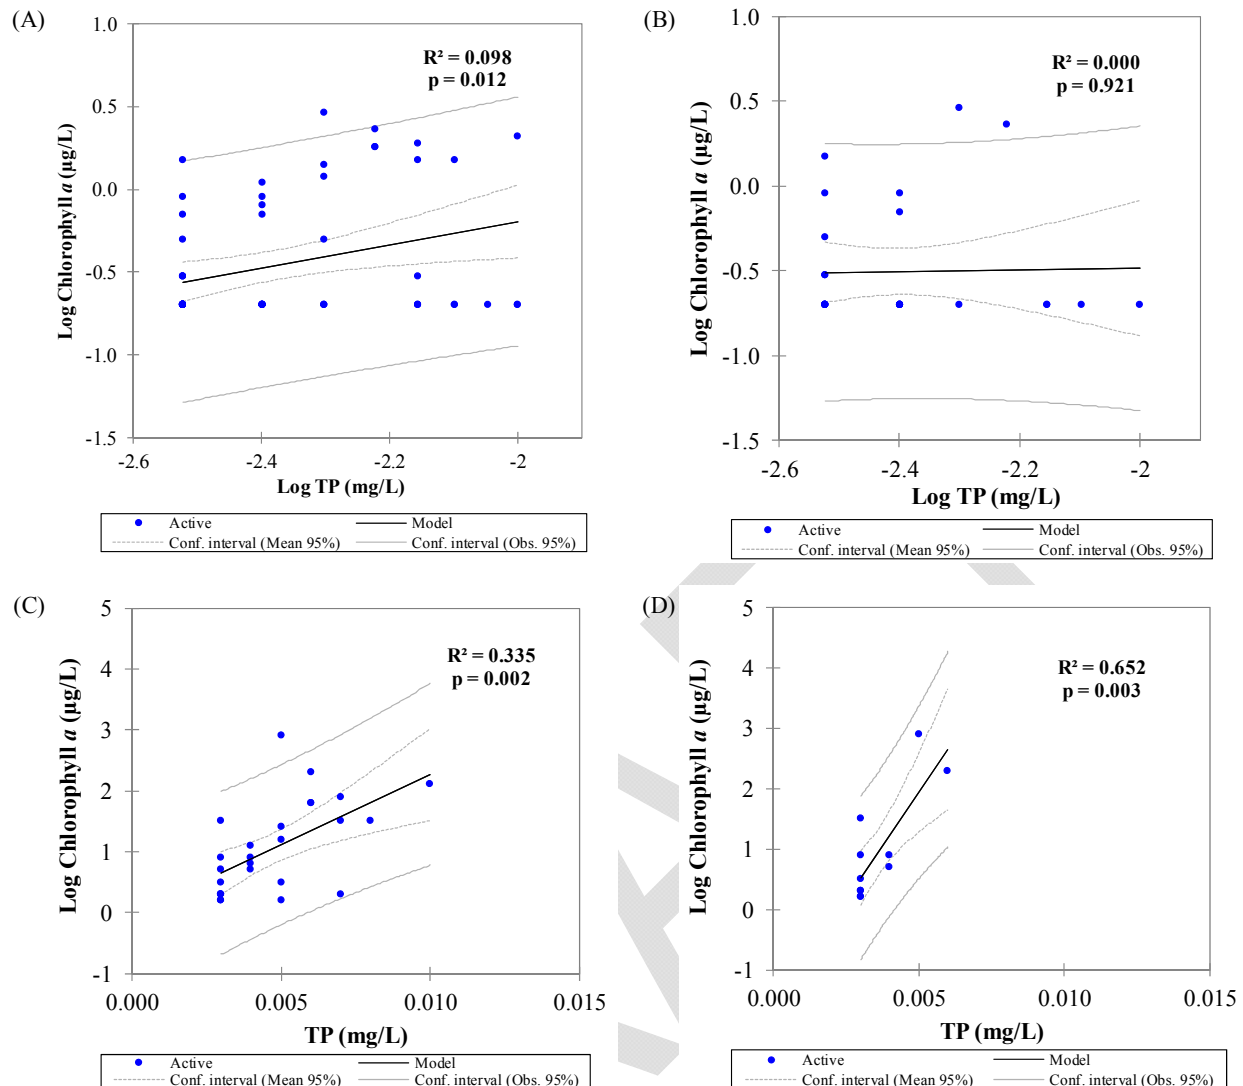 (A)
1.0
0.5
0.0
-0.5
-1.0
-1.5
Log Chlorophyll a (µg/L)
R² = 0.098
p = 0.012
-2.6 -2.4 -2.2 -2
Log TP (mg/L)
Active Model
Conf. interval (Mean 95%) Conf. interval (Obs. 95%)
(B)
1.0
0.5
0.0
-0.5
-1.0
-1.5
Log Chlorophyll a (µg/L)
R² = 0.000
p = 0.921
-2.6 -2.4 -2.2 -2
Log TP (mg/L)
Active Model
Conf. interval (Mean 95%) Conf. interval (Obs. 95%)
(C)
5
4
3
2
1
0
-1
Log Chlorophyll a (µg/L)
R² = 0.335
p = 0.002
0.000 0.005 0.010 0.015
TP (mg/L)
Active Model
Conf. interval (Mean 95%) Conf. interval (Obs. 95%)
(D)
5
4
3
2
1
0
-1
Log Chlorophyll a (µg/L)
R² = 0.652
p = 0.003
0.000 0.005 0.010 0.015
TP (mg/L)
Active Model
Conf. interval (Mean 95%) Conf. interval (Obs. 95%)